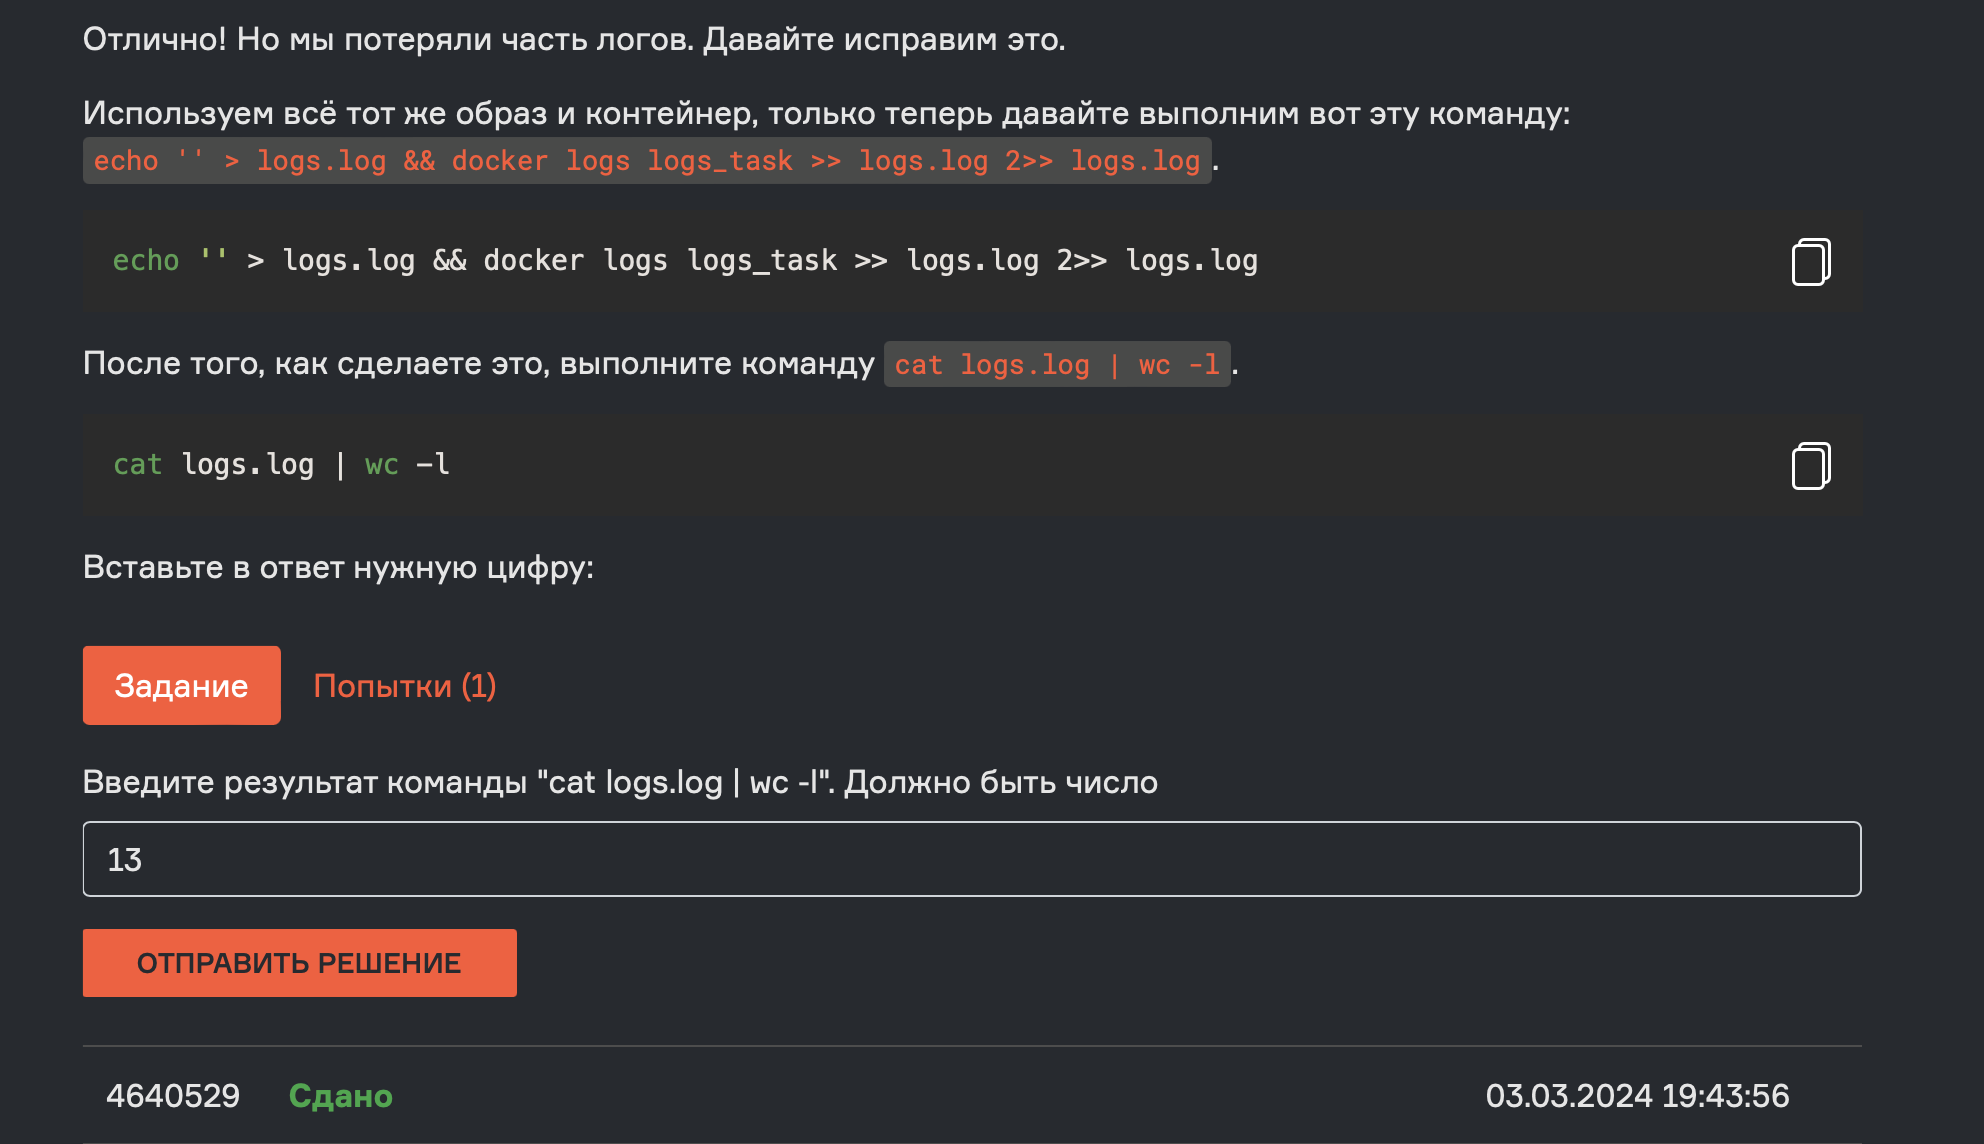 Отлично! Но мы потеряли часть логов. Давайте исправим это.
Используем всё тот же образ и контейнер, только теперь давайте выполним вот эту команду:
echo '' > logs.log && docker logs logs_task >> logs.log 2>> logs.log.
echo '' > logs.log && docker logs logs_task >> logs.log 2>> logs.log
После того, как сделаете это, выполните команду cat logs.log | wc -l.
cat logs.log | wc -l
Вставьте в ответ нужную цифру:
Задание Попытки (1)
Введите результат команды "cat logs.log | wc -l". Должно быть число
13
ОТПРАВИТЬ РЕШЕНИЕ
4640529 Сдано 03.03.2024 19:43:56